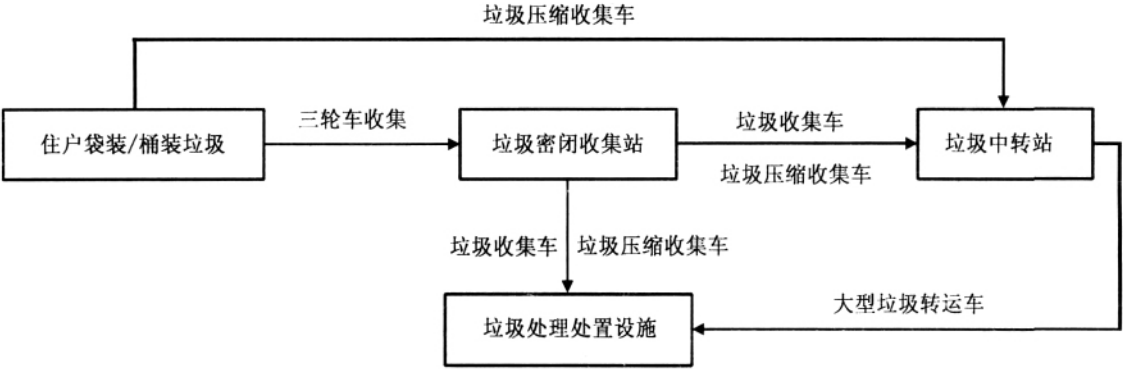 垃圾压缩收集车
住户袋装/桶装垃圾
三轮车收集
垃圾密闭收集站
垃圾收集车
垃圾压缩收集车
垃圾中转站
垃圾收集车
垃圾压缩收集车
大型垃圾转运车
垃圾处理处置设施